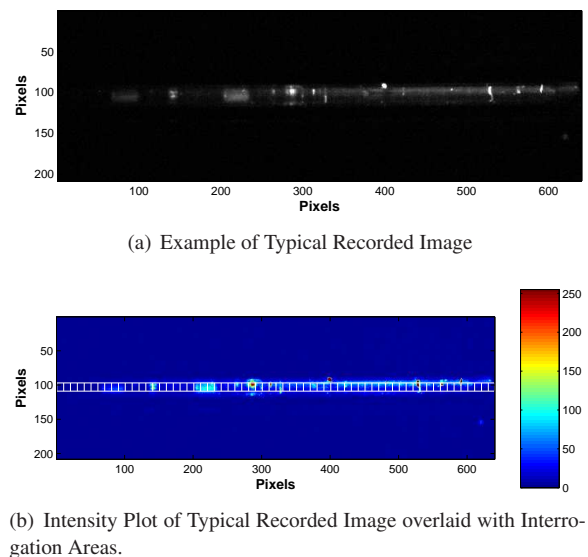 50
100
150
200
Pixels
100 200 300 400 500 600
Pixels
(a) Example of Typical Recorded Image
50
100
150
200
Pixels
100 200 300 400 500 600
Pixels
250
200
150
100
50
0
(b) Intensity Plot of Typical Recorded Image overlaid with Interro-
gation Areas.